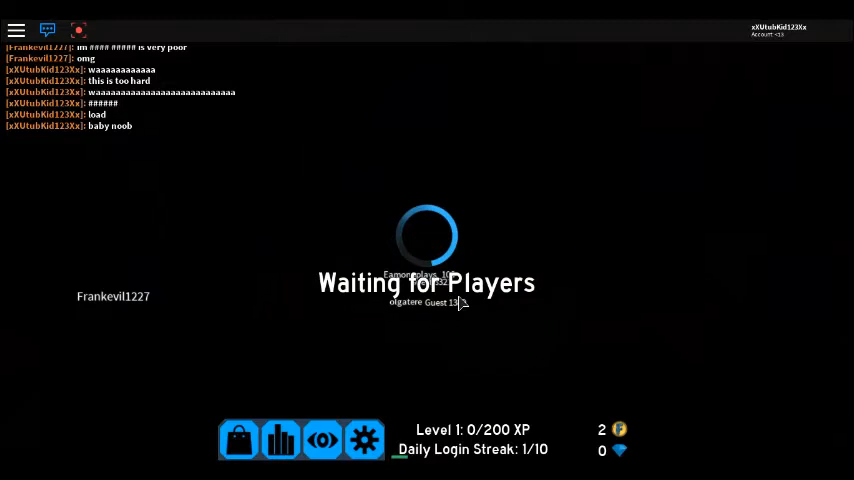 xXUtubKid123Xx
Account <13
[Frankevil1227]: im #### ##### is very poor
[Frankevil1227]: omg
[xXUtubKid123Xx]: waaaaaaaaaaaa
[xXUtubKid123Xx]: this is too hard
[xXUtubKid123Xx]: waaaaaaaaaaaaaaaaaaaaaaaaaaaa
[xXUtubKid123Xx]: ######
[xXUtubKid123Xx]: load
[xXUtubKid123Xx]: baby noob
Waiting for Players
olgatere Guest
Frankevil1227
Level 1: 0/200 XP
2
Daily Login Streak: 1/10
0